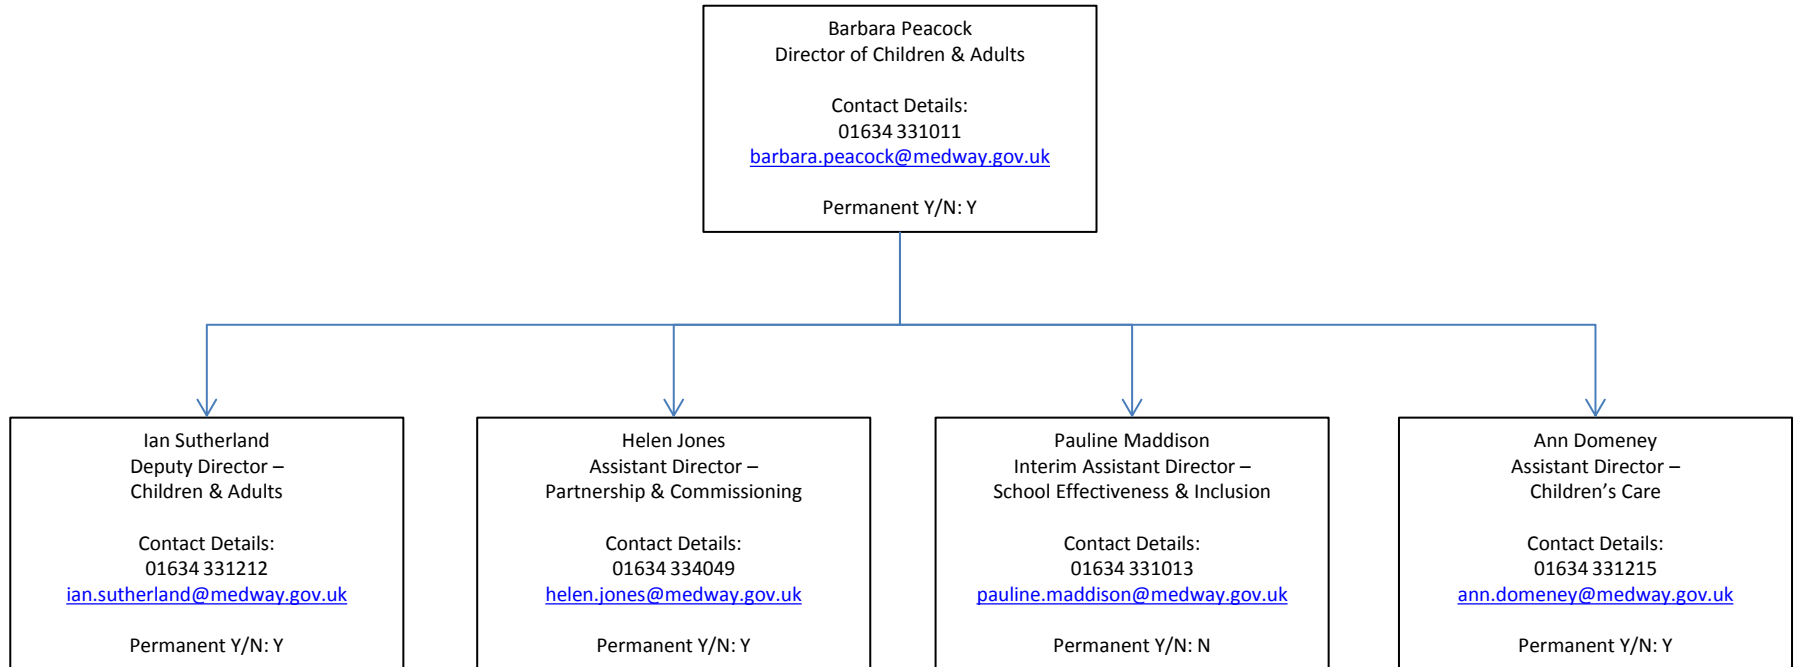 Barbara Peacock
Director of Children & Adults
Contact Details:
01634 331011
barbara.peacock@medway.gov.uk
Permanent Y/N: Y
Ian Sutherland
Deputy Director –
Children & Adults
Contact Details:
01634 331212
ian.sutherland@medway.gov.uk
Permanent Y/N: Y
Helen Jones
Assistant Director –
Partnership & Commissioning
Contact Details:
01634 334049
helen.jones@medway.gov.uk
Permanent Y/N: Y
Pauline Maddison
Interim Assistant Director –
School Effectiveness & Inclusion
Contact Details:
01634 331013
pauline.maddison@medway.gov.uk
Permanent Y/N: N
Ann Domeney
Assistant Director –
Children’s Care
Contact Details:
01634 331215
ann.domeney@medway.gov.uk
Permanent Y/N: Y